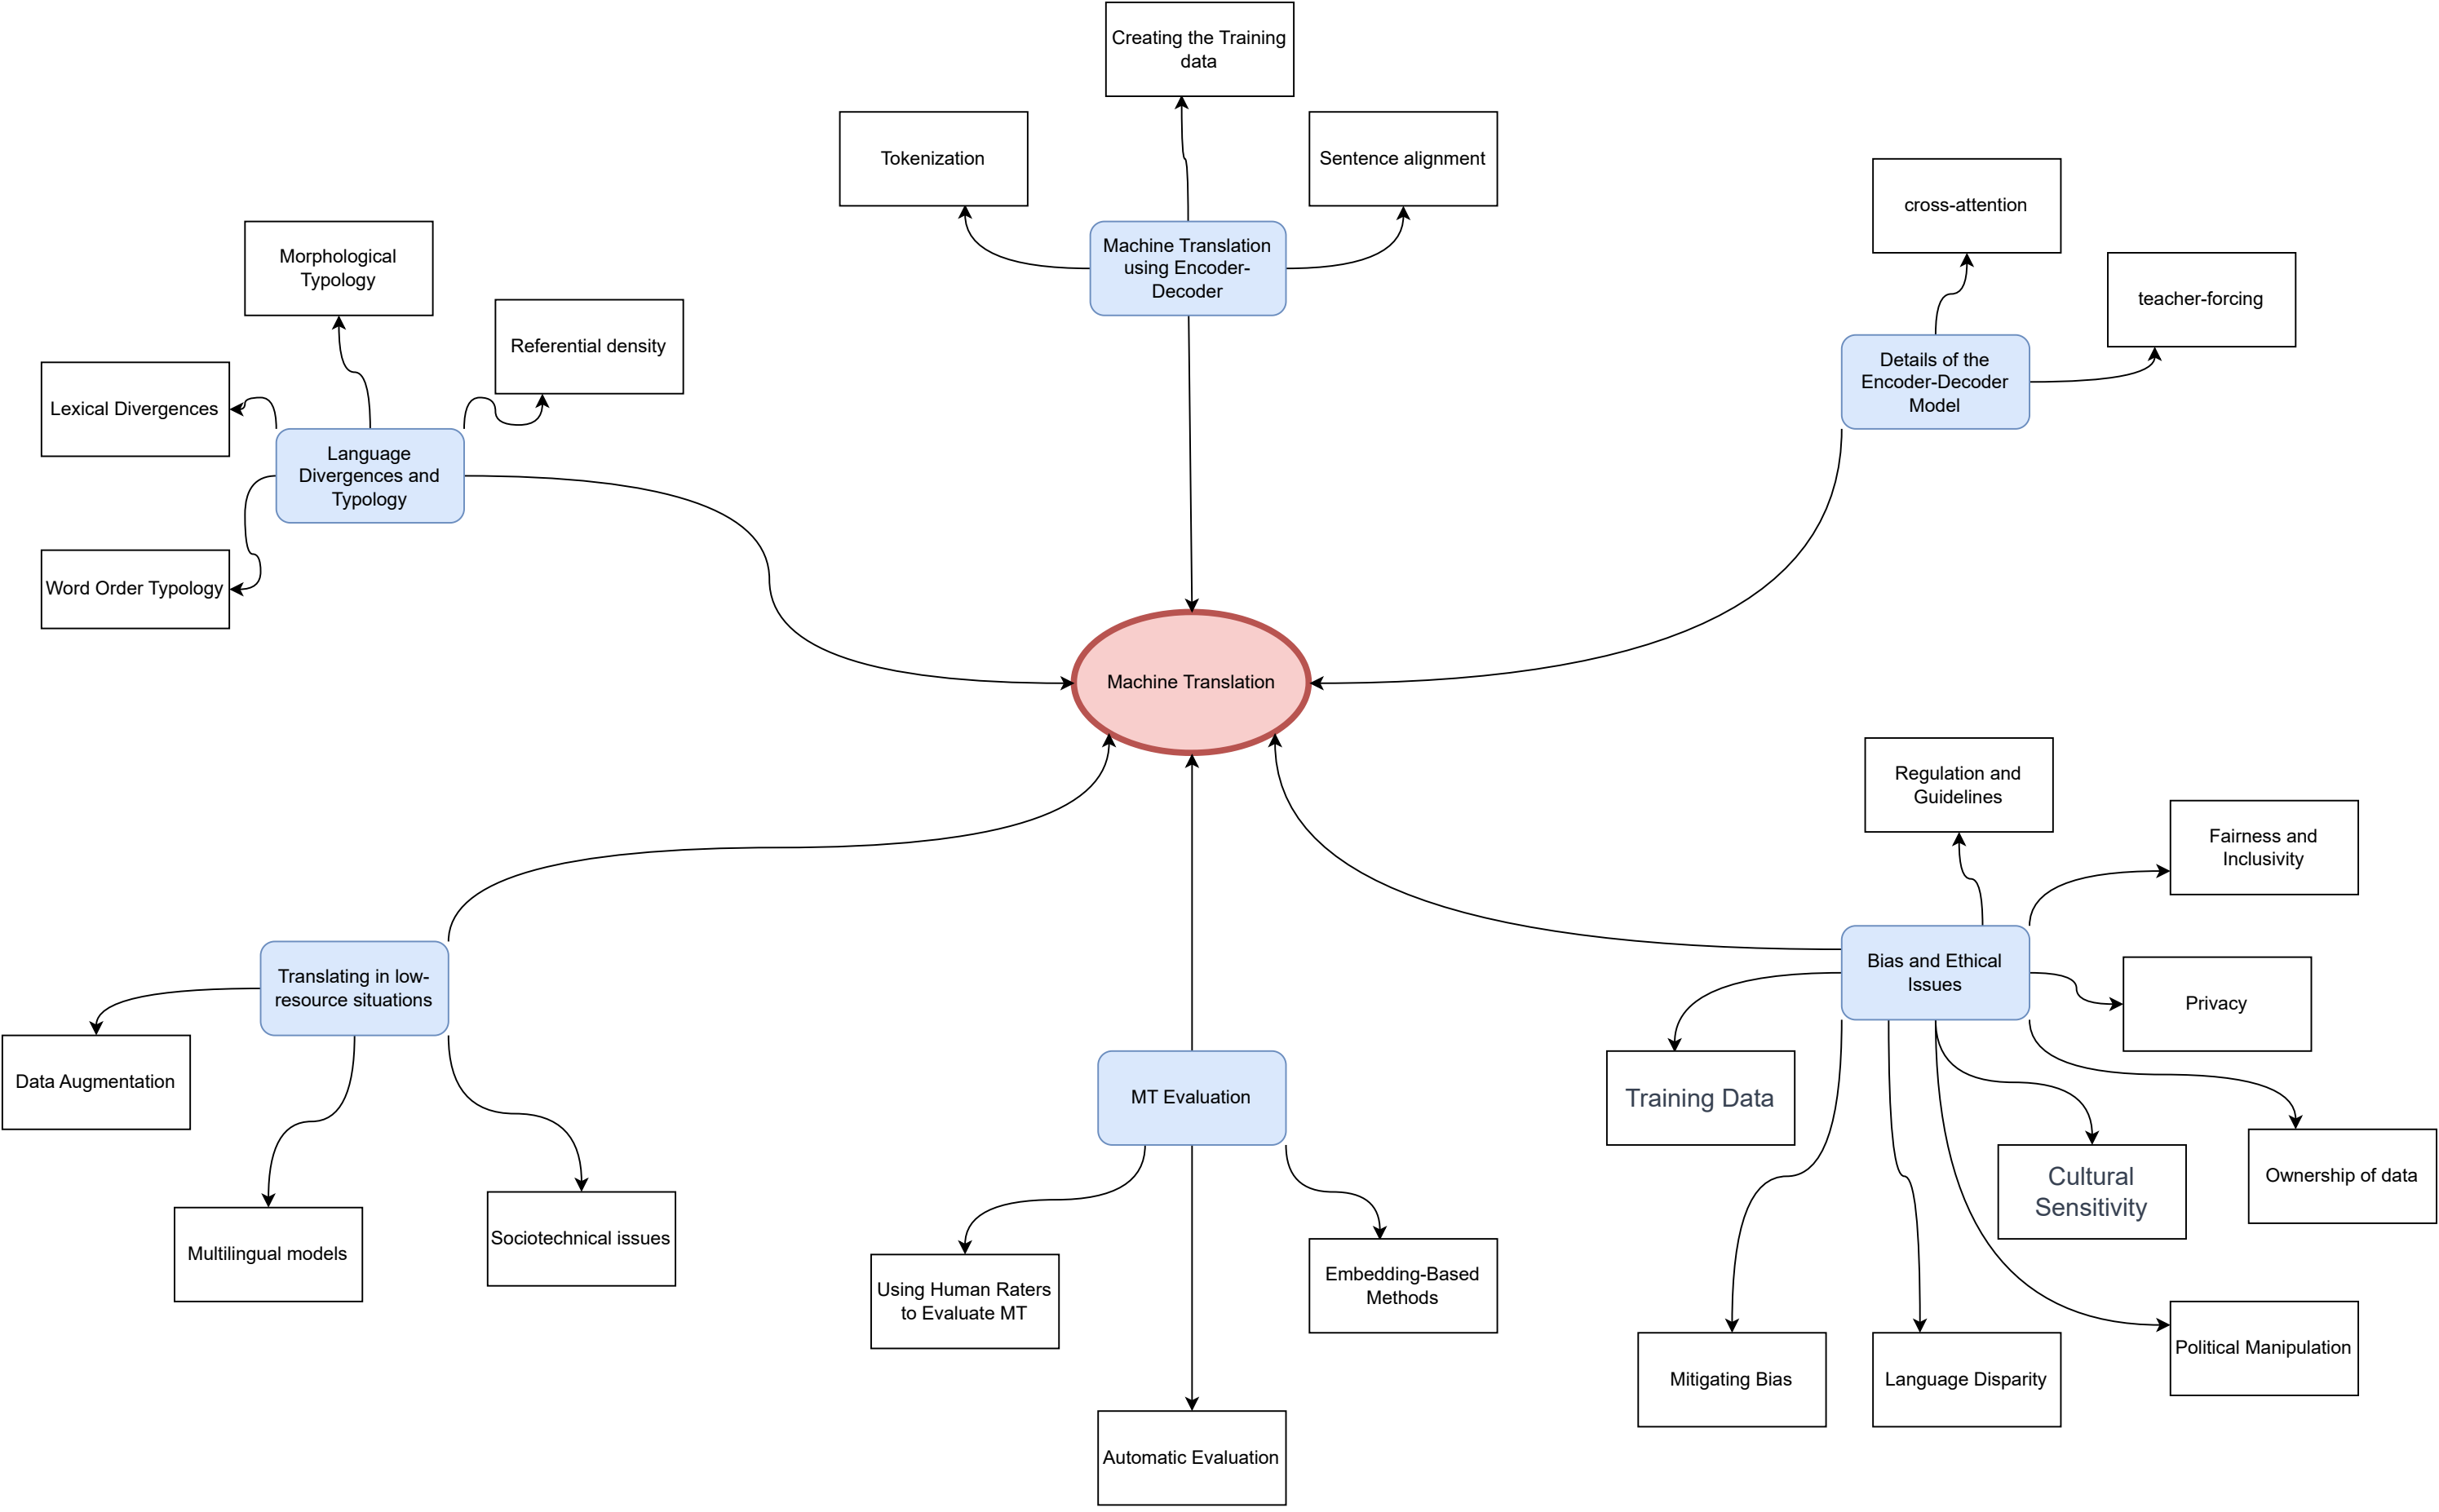 Creating the Training
data
Tokenization
Sentence alignment
Machine Translation
using Encoder-
Decoder
cross-attention
teacher-forcing
Details of the
Encoder-Decoder
Model
Morphological
Typology
Referential density
Lexical Divergences
Language
Divergences and
Typology
Word Order Typology
Machine Translation
Regulation and
Guidelines
Fairness and
Inclusivity
Bias and Ethical
Issues
Privacy
Training Data
Cultural
Sensitivity
Ownership of data
Mitigating Bias
Language Disparity
Political Manipulation
Translating in low-
resource situations
Data Augmentation
Multilingual models
Sociotechnical issues
MT Evaluation
Using Human Raters
to Evaluate MT
Embedding-Based
Methods
Automatic Evaluation